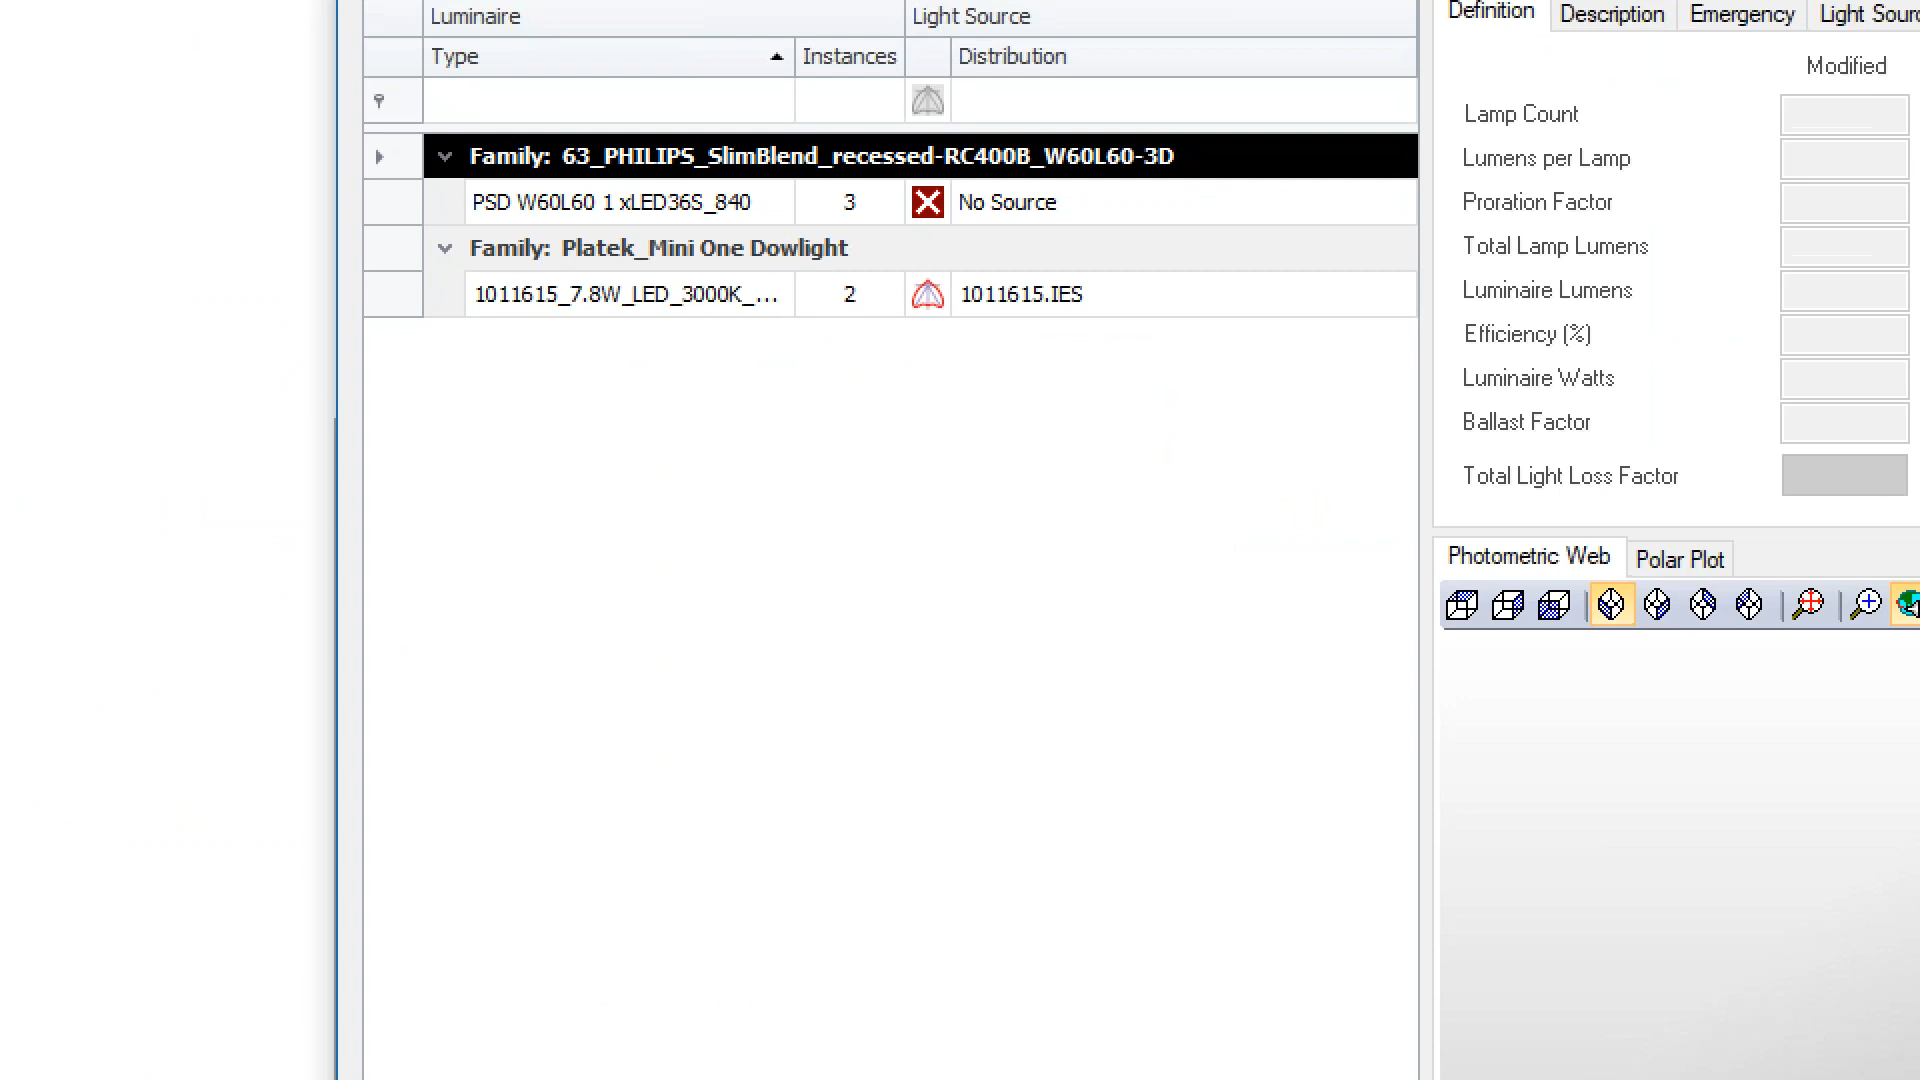 Luminaire
Light Source
Type
Instances
Distribution
Family: 63_PHILIPS_SlimBlend_recessed-RC400B_W60L60-3D
PSD W60L60 1 xLED36S_840
3
No Source
Family: Platek_Mini One Dowlight
1011615_7.8W_LED_3000K_...
2
1011615.IES
Definition
Description
Emergency
Light Sour
Modified
Lamp Count
Lumens per Lamp
Proration Factor
Total Lamp Lumens
Luminaire Lumens
Efficiency (%)
Luminaire Watts
Ballast Factor
Total Light Loss Factor
Photometric Web
Polar Plot